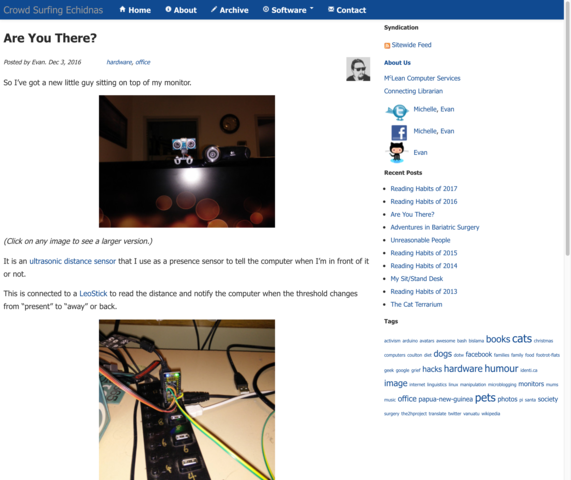 Crowd Surfing Echidnas
Home
About
Archive
Software
Contact
Are You There?
Posted by Evan. Dec 3, 2016
hardware, office
So I've got a new little guy sitting on top of my monitor.
(Click on any image to see a larger version.)
It is an ultrasonic distance sensor that I use as a presence sensor to tell the computer when I'm in front of it
or not.
This is connected to a LeoStick to read the distance and notify the computer when the threshold changes
from “present” to “away” or back.
Syndication
Sitewide Feed
About Us
McLean Computer Services
Connecting Librarian
Michelle, Evan
Michelle, Evan
Evan
Recent Posts
Reading Habits of 2017
Reading Habits of 2016
Are You There?
Adventures in Bariatric Surgery
Unreasonable People
Reading Habits of 2015
Reading Habits of 2014
My Sit/Stand Desk
Reading Habits of 2013
The Cat Terrarium
Tags
activism arduino avatars awesome bash bislama books cats christmas
computers coulton diet dogs dotw facebook families family food footrot-flats
geek google grief hacks hardware humour identi.ca
image internet linguistics linux manipulation microblogging monitors mums
music office papua-new-guinea pets photos pi santa society
surgery the2hproject translate twitter vanuatu wikipedia